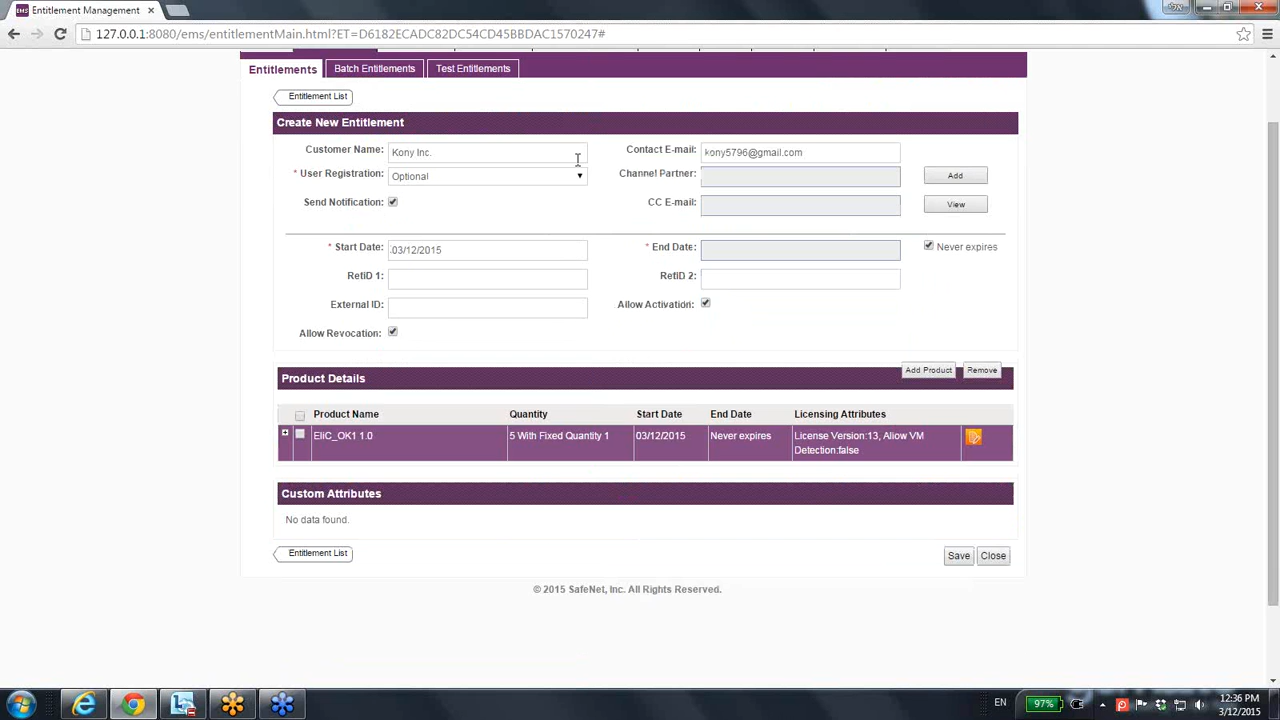 EMS Entitlement Management
127.0.0.1:8080/ems/entitlementMain.html?ET=D6182ECADC82DC54CD45BBDAC1570247#
Entitlements Batch Entitlements Test Entitlements
Entitlement List
Create New Entitlement
Customer Name: Kony Inc. Contact E-mail: kony5796@gmail.com
* User Registration: Optional Channel Partner: Add
Send Notification: CC E-mail: View
* Start Date: 03/12/2015 * End Date: Never expires
RefID 1: RefID 2:
External ID: Allow Activation:
Allow Revocation:
Product Details Add Product Remove
Product Name Quantity Start Date End Date Licensing Attributes
EliC_OK1 1.0 5 With Fixed Quantity 1 03/12/2015 Never expires License Version:13, Allow VM
Detection:false
Custom Attributes
No data found.
Entitlement List Save Close
© 2015 SafeNet, Inc. All Rights Reserved.
EN 97% 12:36 PM
3/12/2015